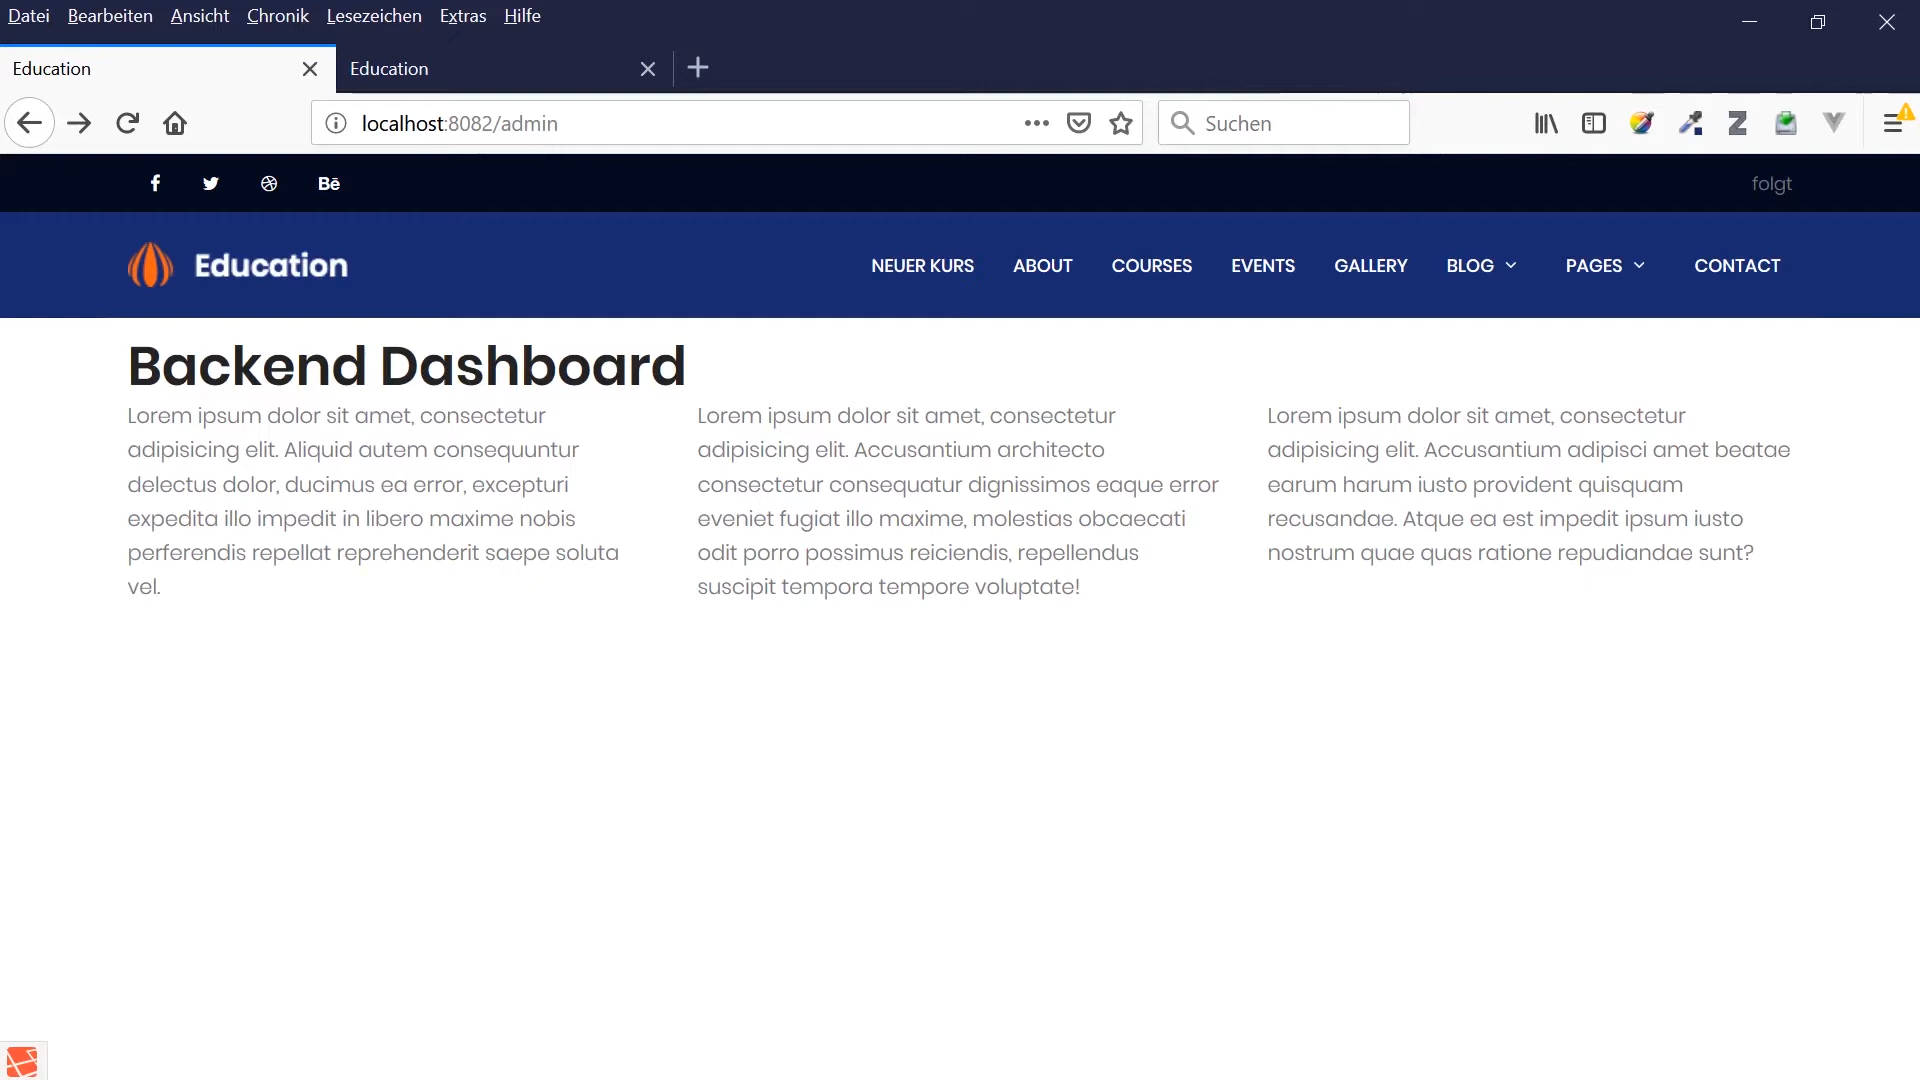 Datei Bearbeiten Ansicht Chronik Lesezeichen Extras Hilfe
Education Education
localhost:8082/admin Suchen
Bē folgt
Education NEUER KURS ABOUT COURSES EVENTS GALLERY BLOG PAGES CONTACT
Backend Dashboard
Lorem ipsum dolor sit amet, consectetur
adipisicing elit. Aliquid autem consequuntur
delectus dolor, ducimus ea error, excepturi
expedita illo impedit in libero maxime nobis
perferendis repellat reprehenderit saepe soluta
vel.
Lorem ipsum dolor sit amet, consectetur
adipisicing elit. Accusantium architecto
consectetur consequatur dignissimos eaque error
eveniet fugiat illo maxime, molestias obcaecati
odit porro possimus reiciendis, repellendus
suscipit tempora tempore voluptate!
Lorem ipsum dolor sit amet, consectetur
adipisicing elit. Accusantium adipisci amet beatae
earum harum iusto provident quisquam
recusandae. Atque ea est impedit ipsum iusto
nostrum quae quas ratione repudiandae sunt?